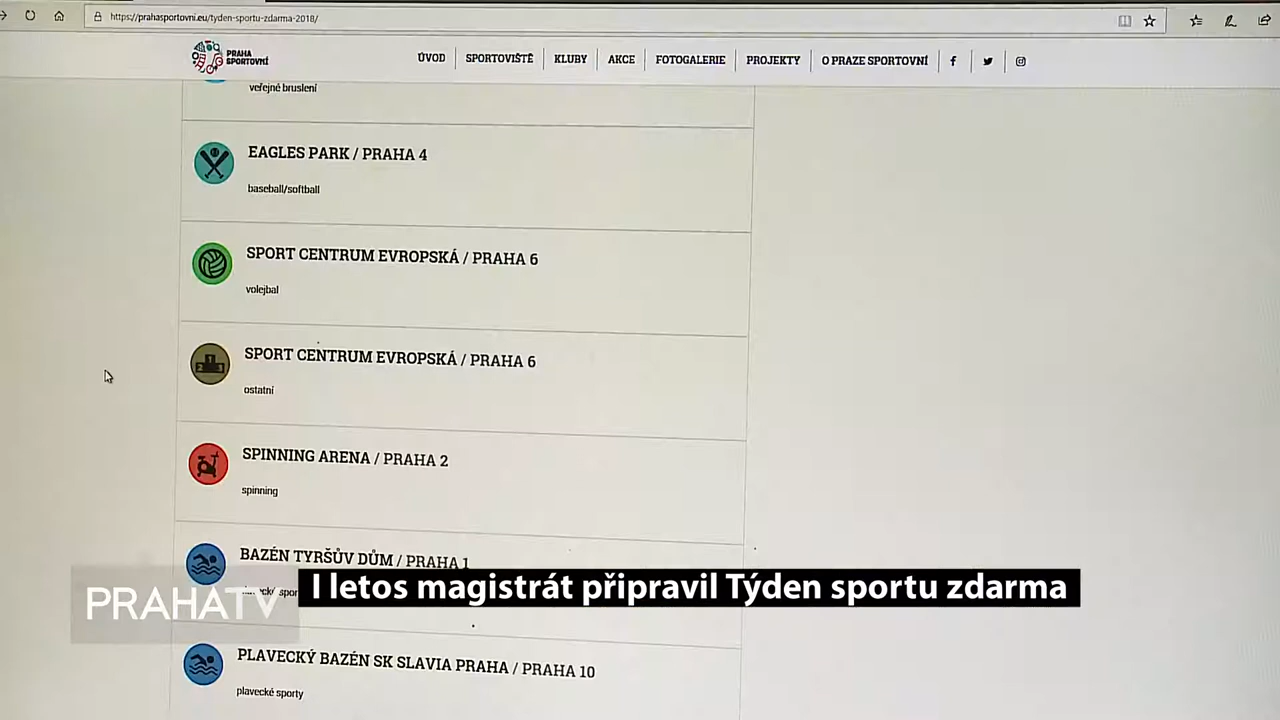 https://prahasportovni.eu/tyden-sportu-zdarma-2018/
PRAHA
SPORTOVNÍ
ÚVOD SPORTOVIŠTĚ KLUBY AKCE FOTOGALERIE PROJEKTY O PRAZE SPORTOVNÍ
veřejné bruslení
EAGLES PARK / PRAHA 4
baseball/softball
SPORT CENTRUM EVROPSKÁ / PRAHA 6
volejbal
SPORT CENTRUM EVROPSKÁ / PRAHA 6
ostatní
SPINNING ARENA / PRAHA 2
spinning
BAZÉN TYRŠŮV DŮM / PRAHA 1
PRAHA TV
I letos magistrát připravil Týden sportu zdarma
PLAVECKÝ BAZÉN SK SLAVIA PRAHA / PRAHA 10
plavecké sporty